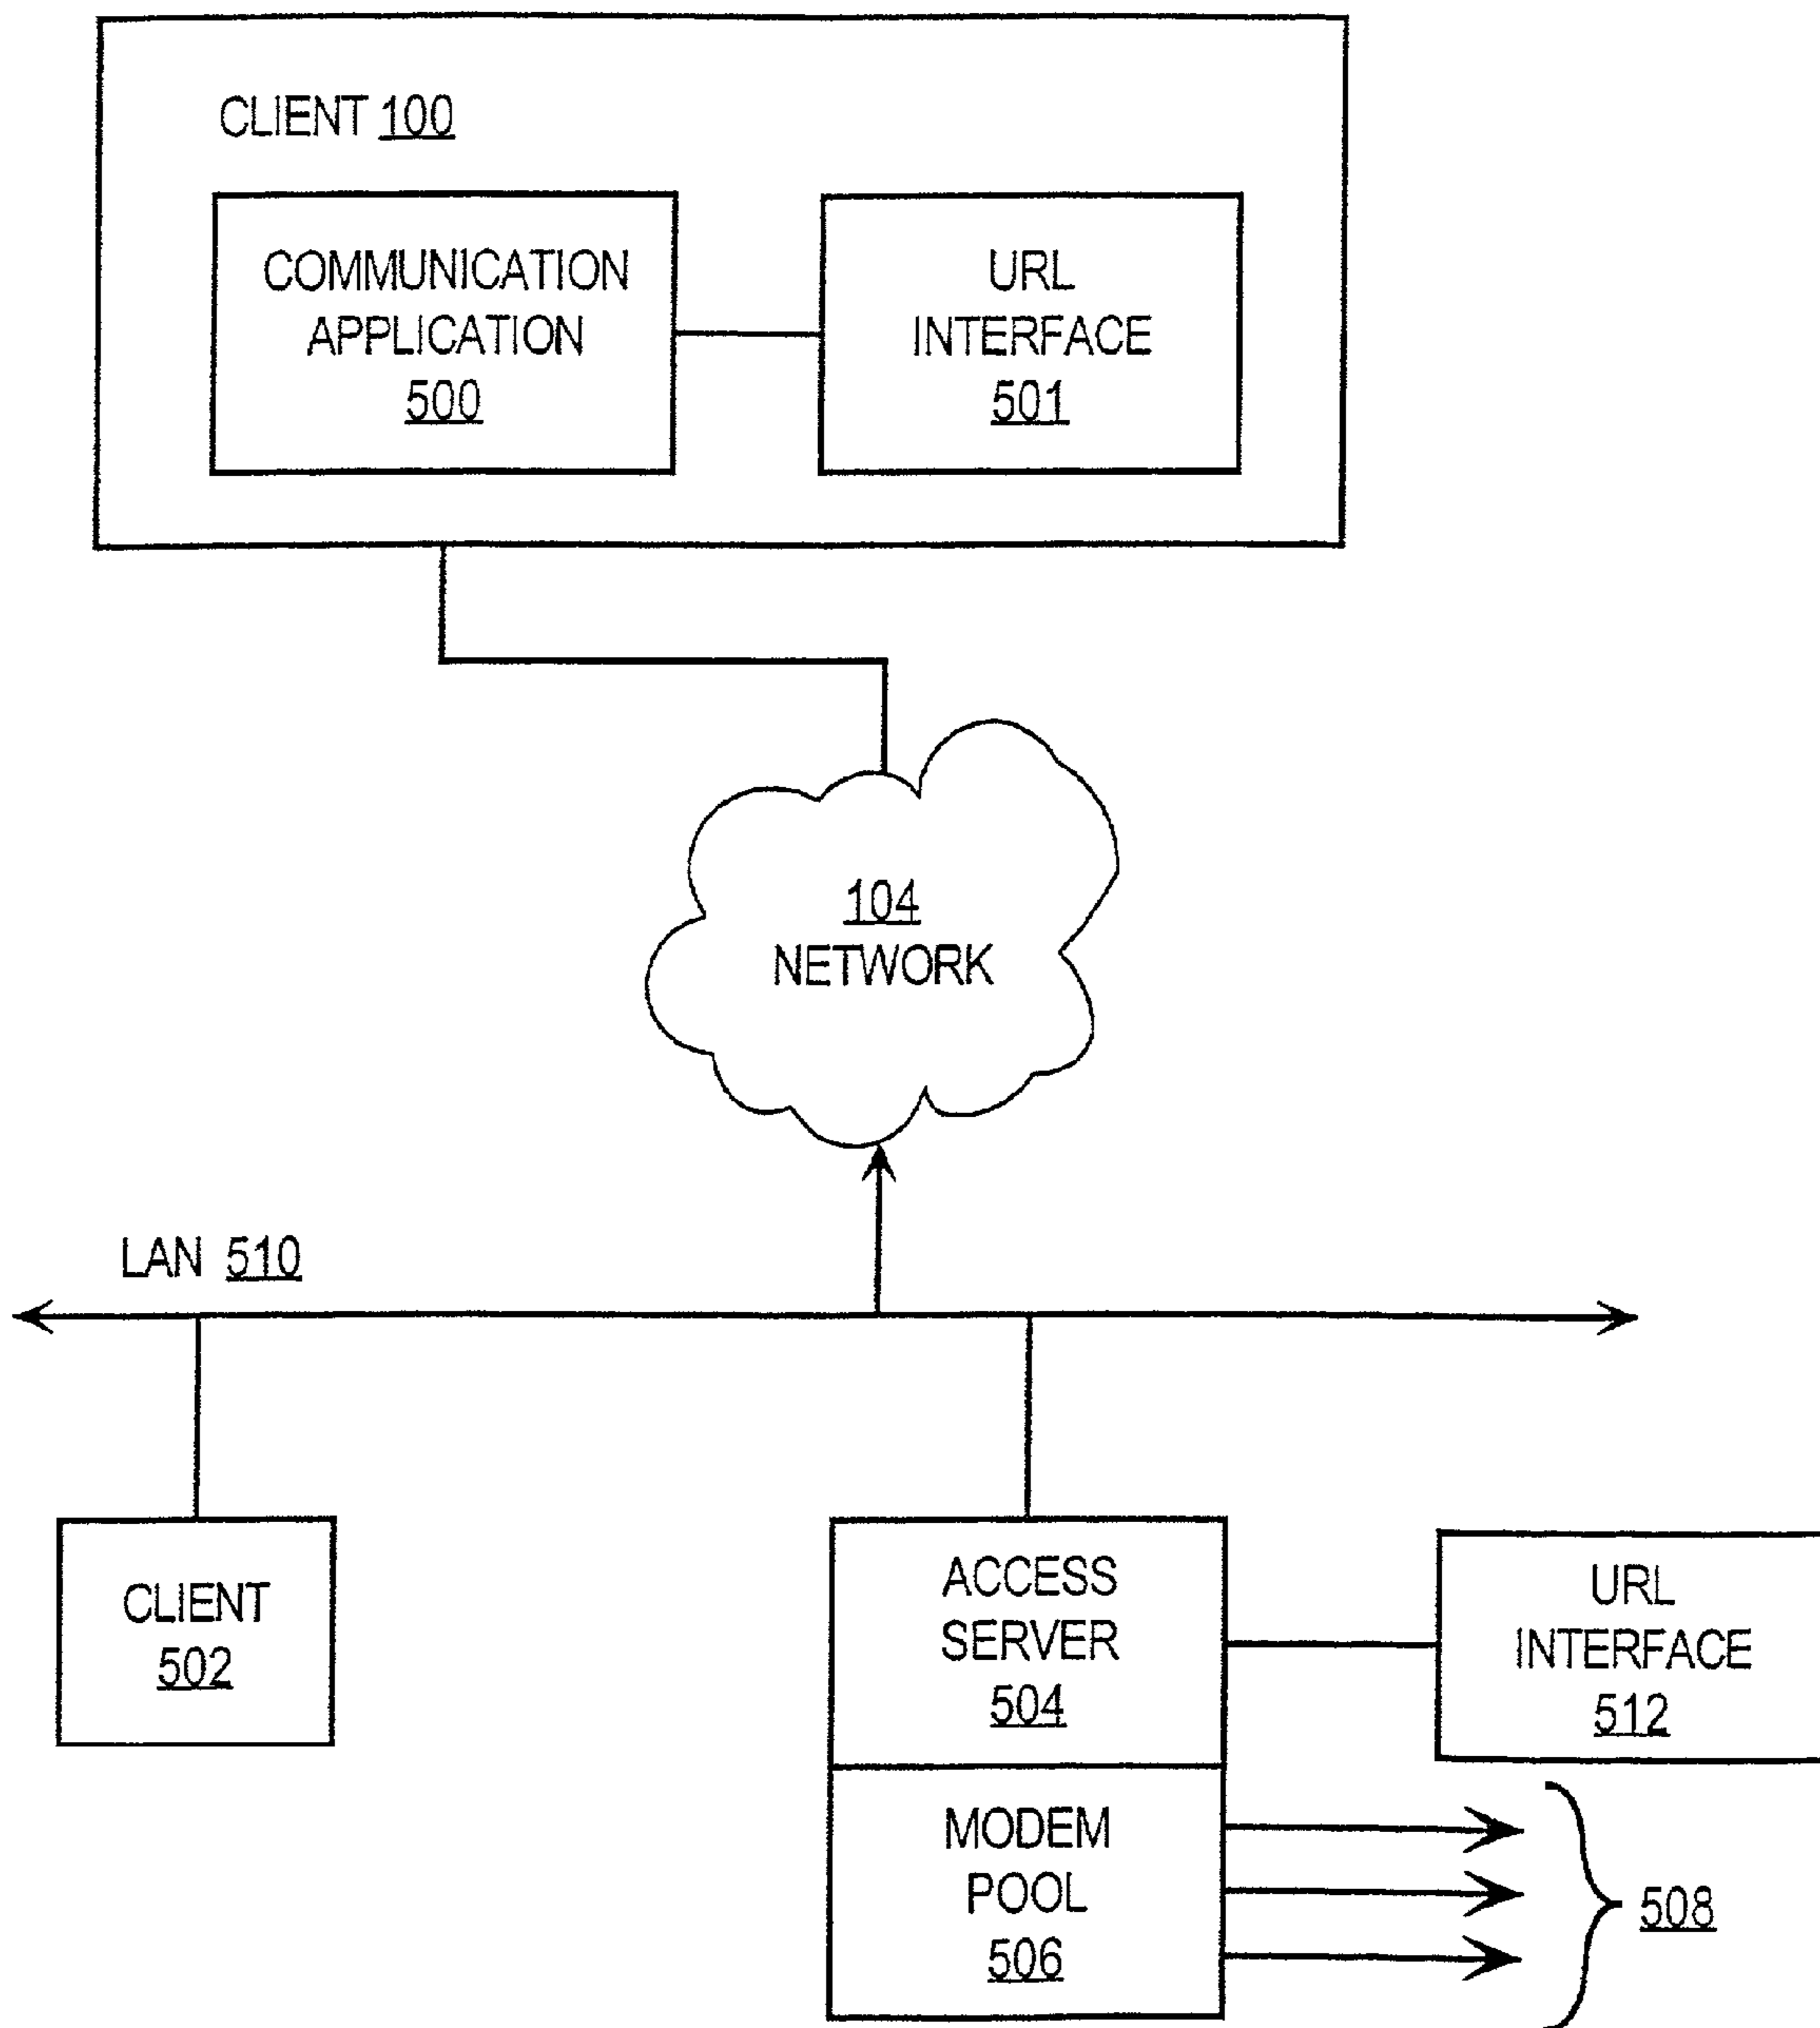 CLIENT 100
COMMUNICATION
APPLICATION
500
URL
INTERFACE
501
104
NETWORK
LAN 510
CLIENT
502
ACCESS
SERVER
504
URL
INTERFACE
512
MODEM
POOL
506
508